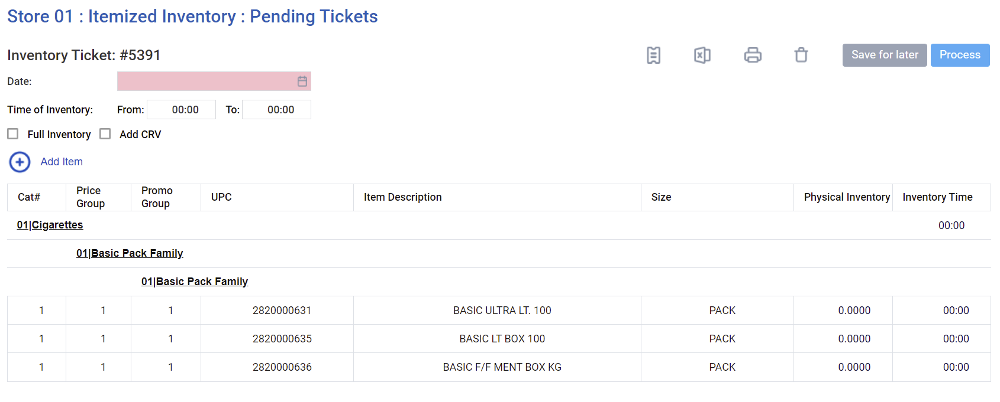 Store 01 : Itemized Inventory : Pending Tickets
Inventory Ticket: #5391
Save for later
Process
Date:
Time of Inventory: From: 00:00 To: 00:00
Full Inventory Add CRV
Add Item
Cat# Price Group Promo Group UPC Item Description Size Physical Inventory Inventory Time
01|Cigarettes 00:00
01|Basic Pack Family
01|Basic Pack Family
1 1 1 2820000631 BASIC ULTRA LT. 100 PACK 0.0000 00:00
1 1 1 2820000635 BASIC LT BOX 100 PACK 0.0000 00:00
1 1 1 2820000636 BASIC F/F MENT BOX KG PACK 0.0000 00:00